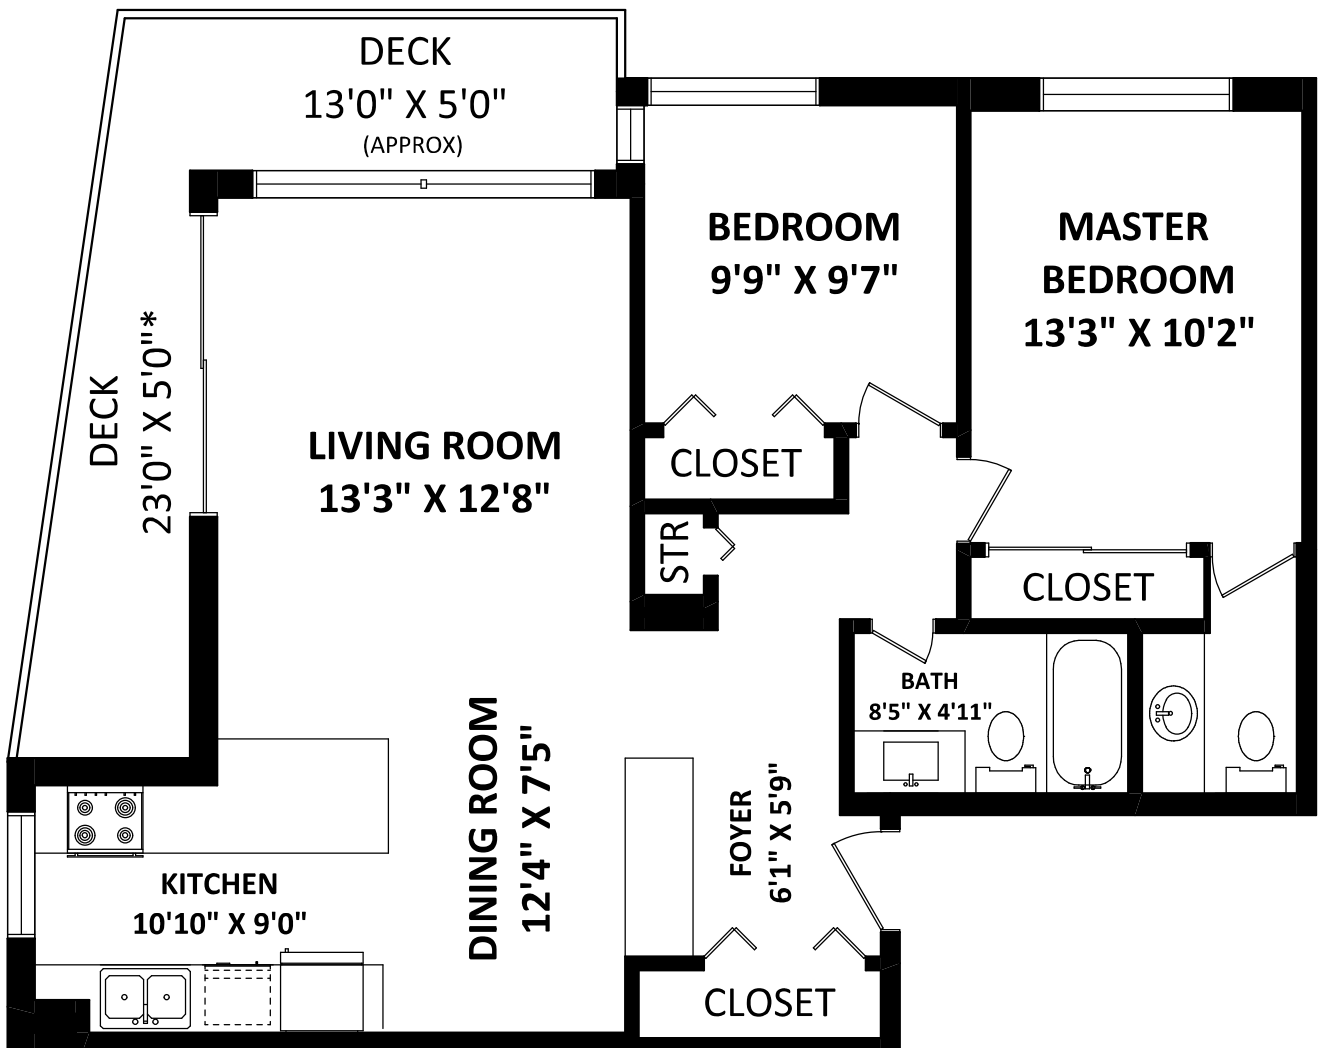 DECK
13'0" X 5'0"
(APPROX)
BEDROOM
9'9" X 9'7"
MASTER
BEDROOM
13'3" X 10'2"
DECK
23'0" X 5'0"*
LIVING ROOM
13'3" X 12'8"
CLOSET
STR
CLOSET
BATH
8'5" X 4'11"
DINING ROOM
12'4" X 7'5"
FOYER
6'1" X 5'9"
KITCHEN
10'10" X 9'0"
CLOSET